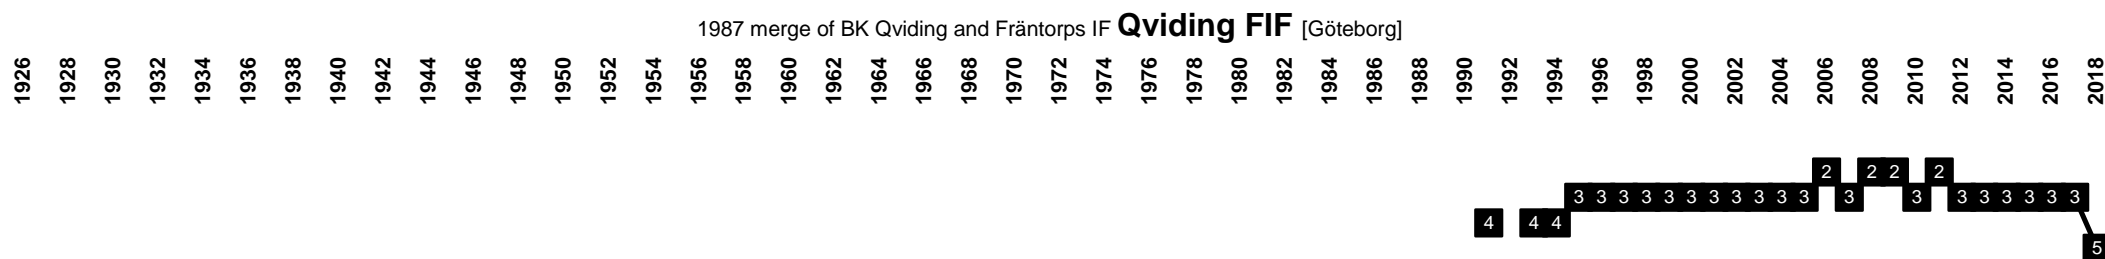 1987 merge of BK Qviding and Fräntorps IF Qviding FIF [Göteborg]
1926 1928 1930 1932 1934 1936 1938 1940 1942 1944 1946 1948 1950 1952 1954 1956 1958 1960 1962 1964 1966 1968 1970 1972 1974 1976 1978 1980 1982 1984 1986 1988 1990 1992 1994 1996 1998 2000 2002 2004 2006 2008 2010 2012 2014 2016 2018
2 2 2 2
3 3 3 3 3 3 3 3 3 3 3 3 3 3 3 3 3 3 3
4 4 4
5